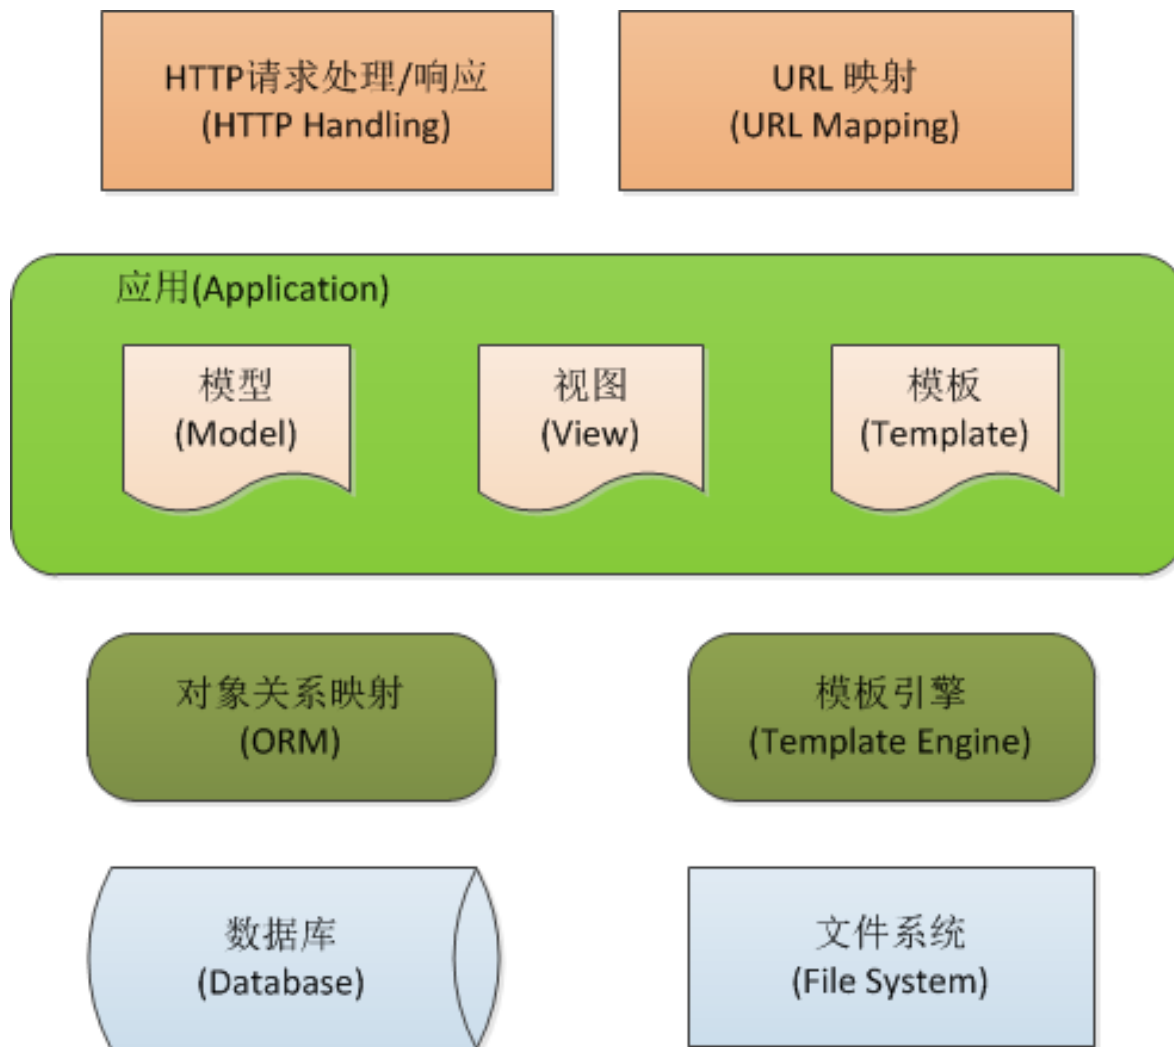 HTTP请求处理/响应
(HTTP Handling)
URL 映射
(URL Mapping)
应用(Application)
模型
(Model)
视图
(View)
模板
(Template)
对象关系映射
(ORM)
模板引擎
(Template Engine)
数据库
(Database)
文件系统
(File System)